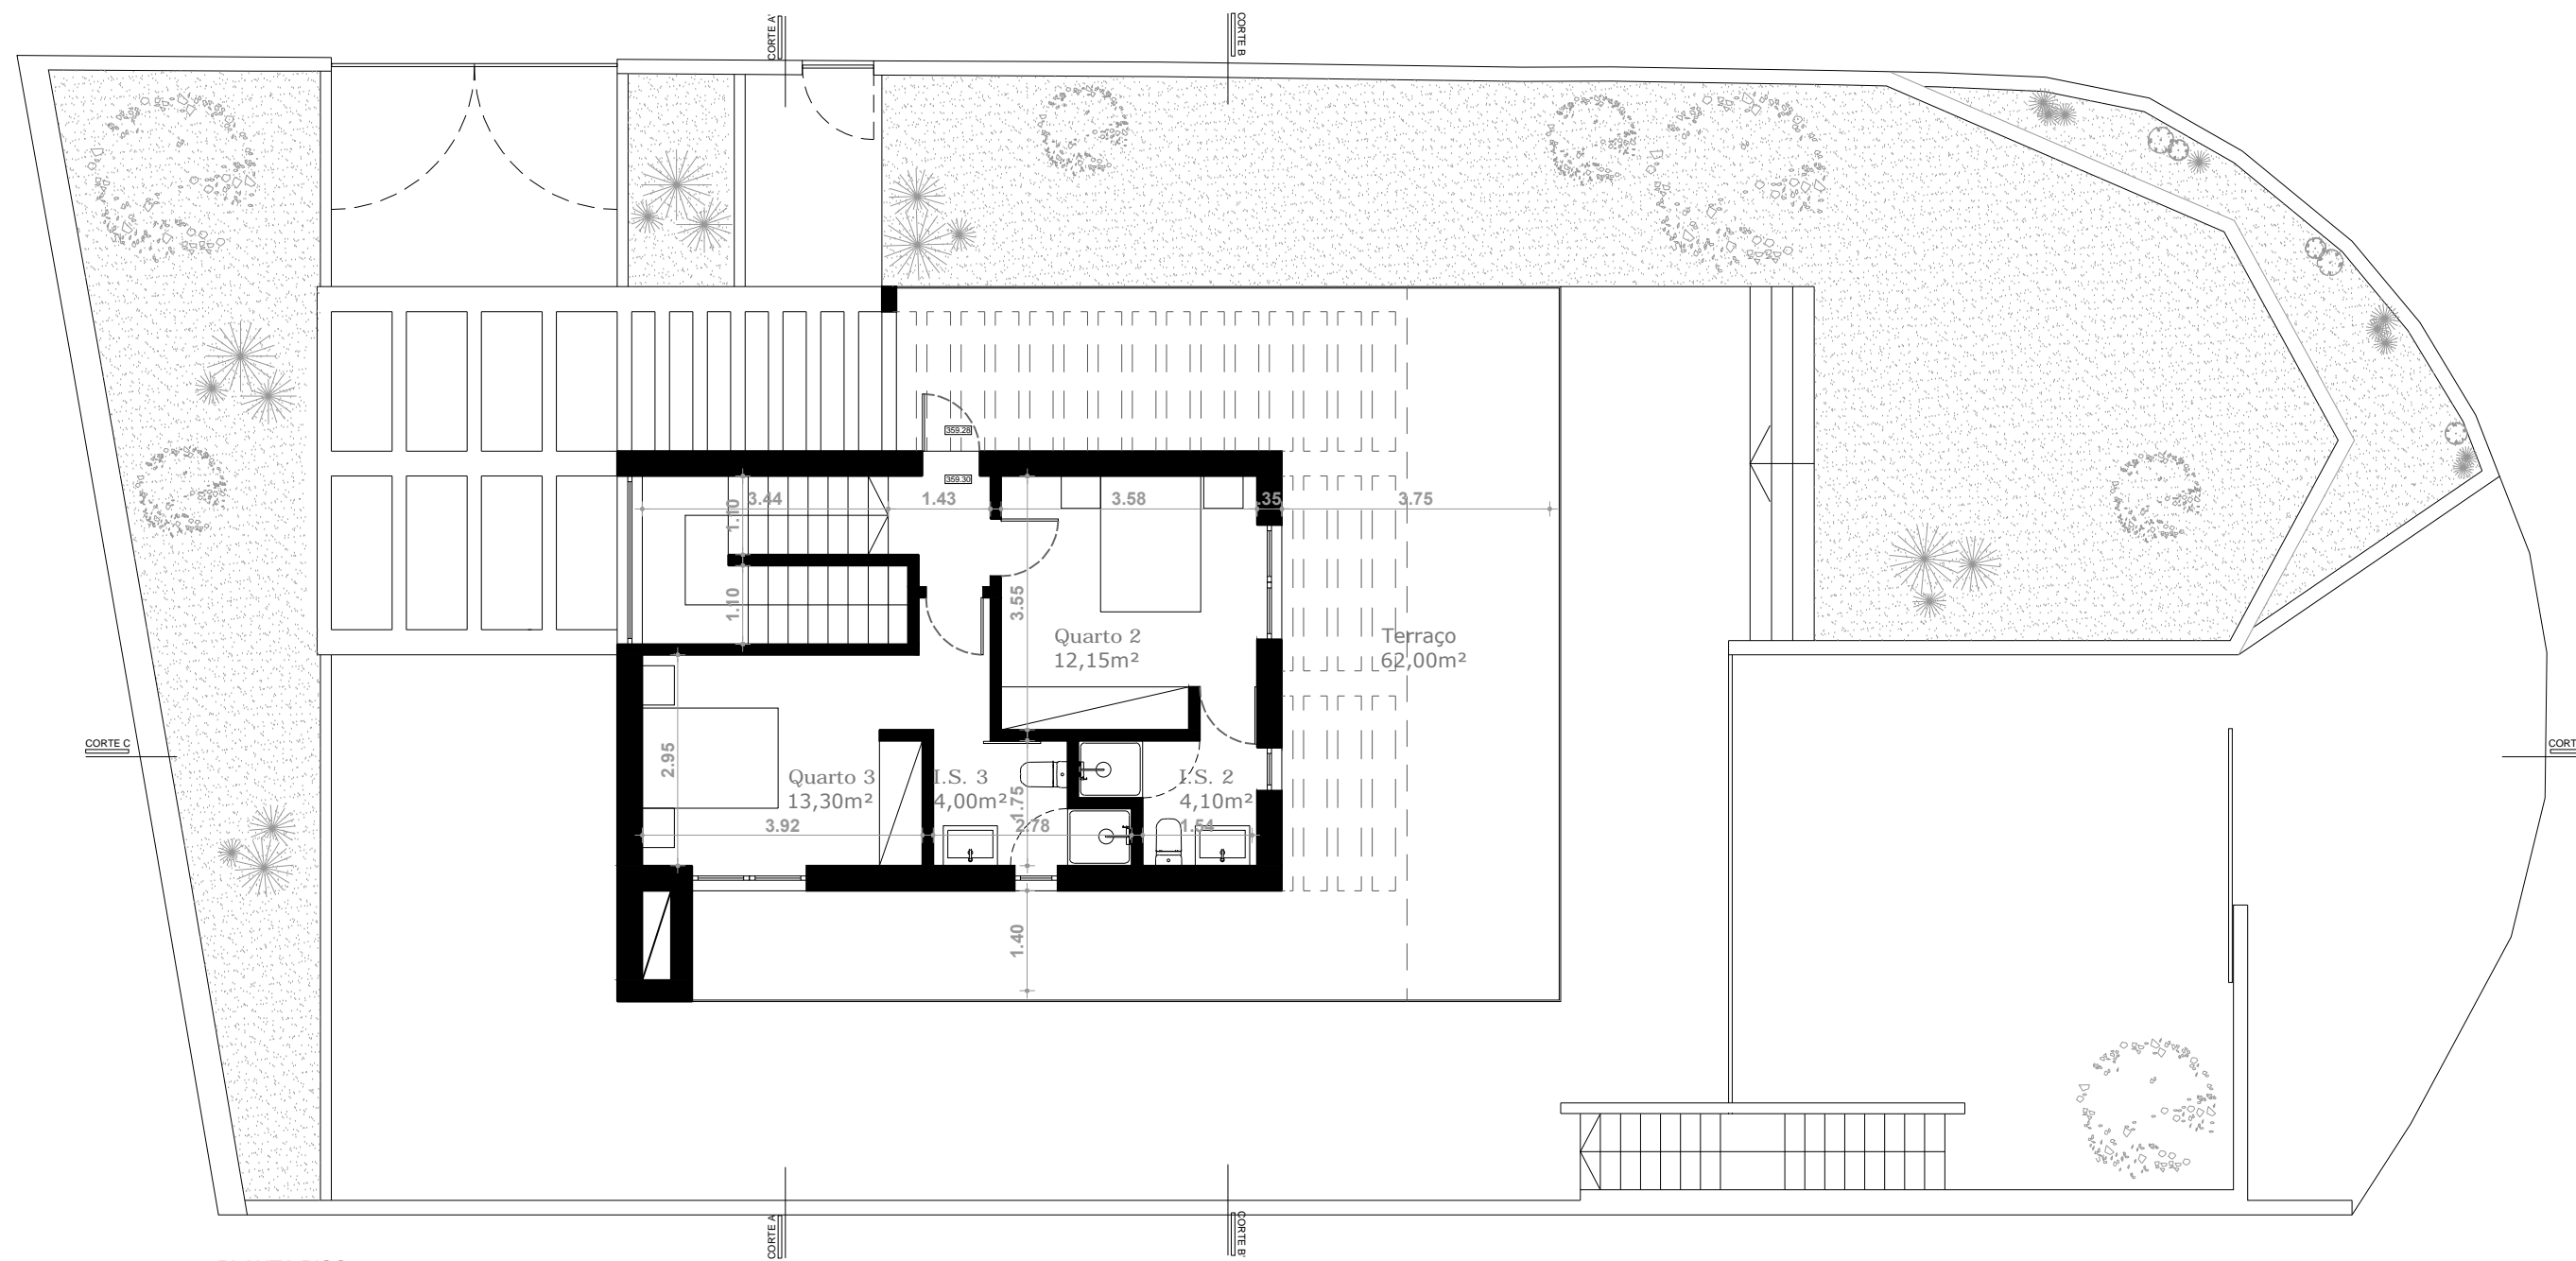 CORTE A'
CORTE B
359.28
359.30
3.44
1.43
3.58
.35
3.75
1.10
1.10
3.55
Quarto 2
12,15m²
Terraço
62,00m²
CORTE C
CORT
2.95
Quarto 3
13,30m²
I.S. 3
4,00m²
1.75
I.S. 2
4,10m²
3.92
2.78
1.54
1.40
CORTE A
CORTE B'